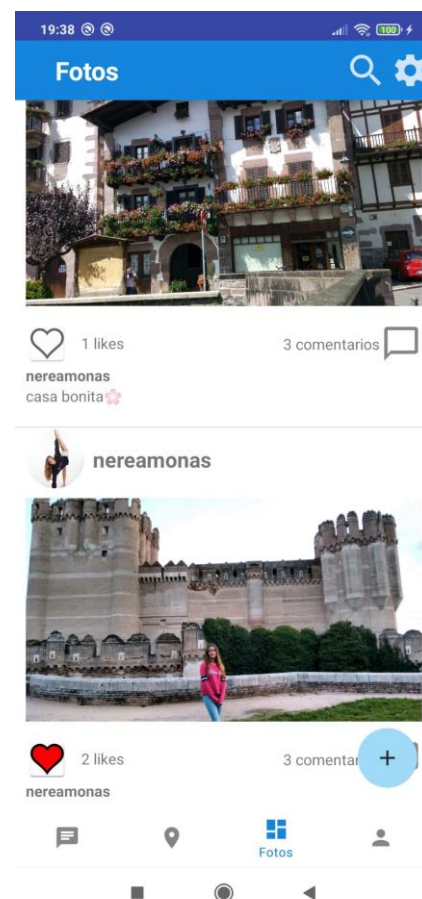 19:38
100
Fotos
1 likes
3 comentarios
nereamonas
casa bonita🌸
nereamonas
2 likes
3 comentar
nereamonas
Fotos